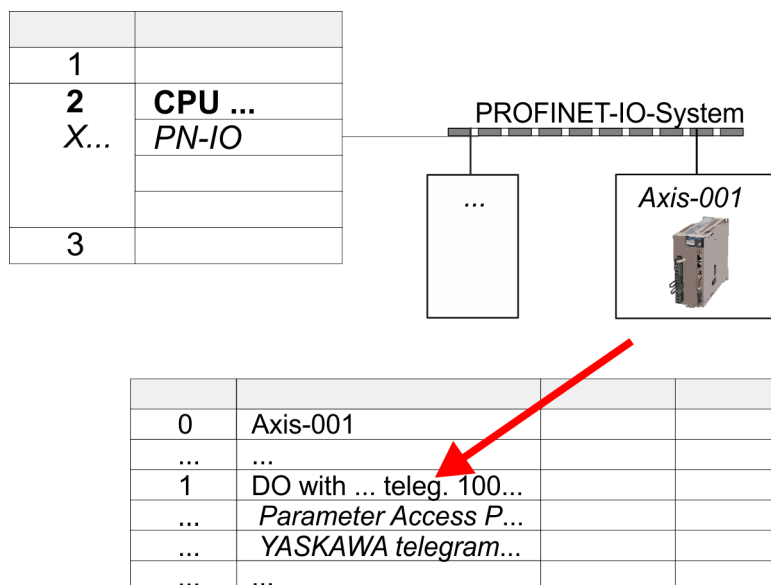 1
2 CPU ...
X... PN-IO
3
PROFINET-IO-System
...
Axis-001
0 Axis-001
... ...
1 DO with ... teleg. 100...
... Parameter Access P...
... YASKAWA telegram...
... ...